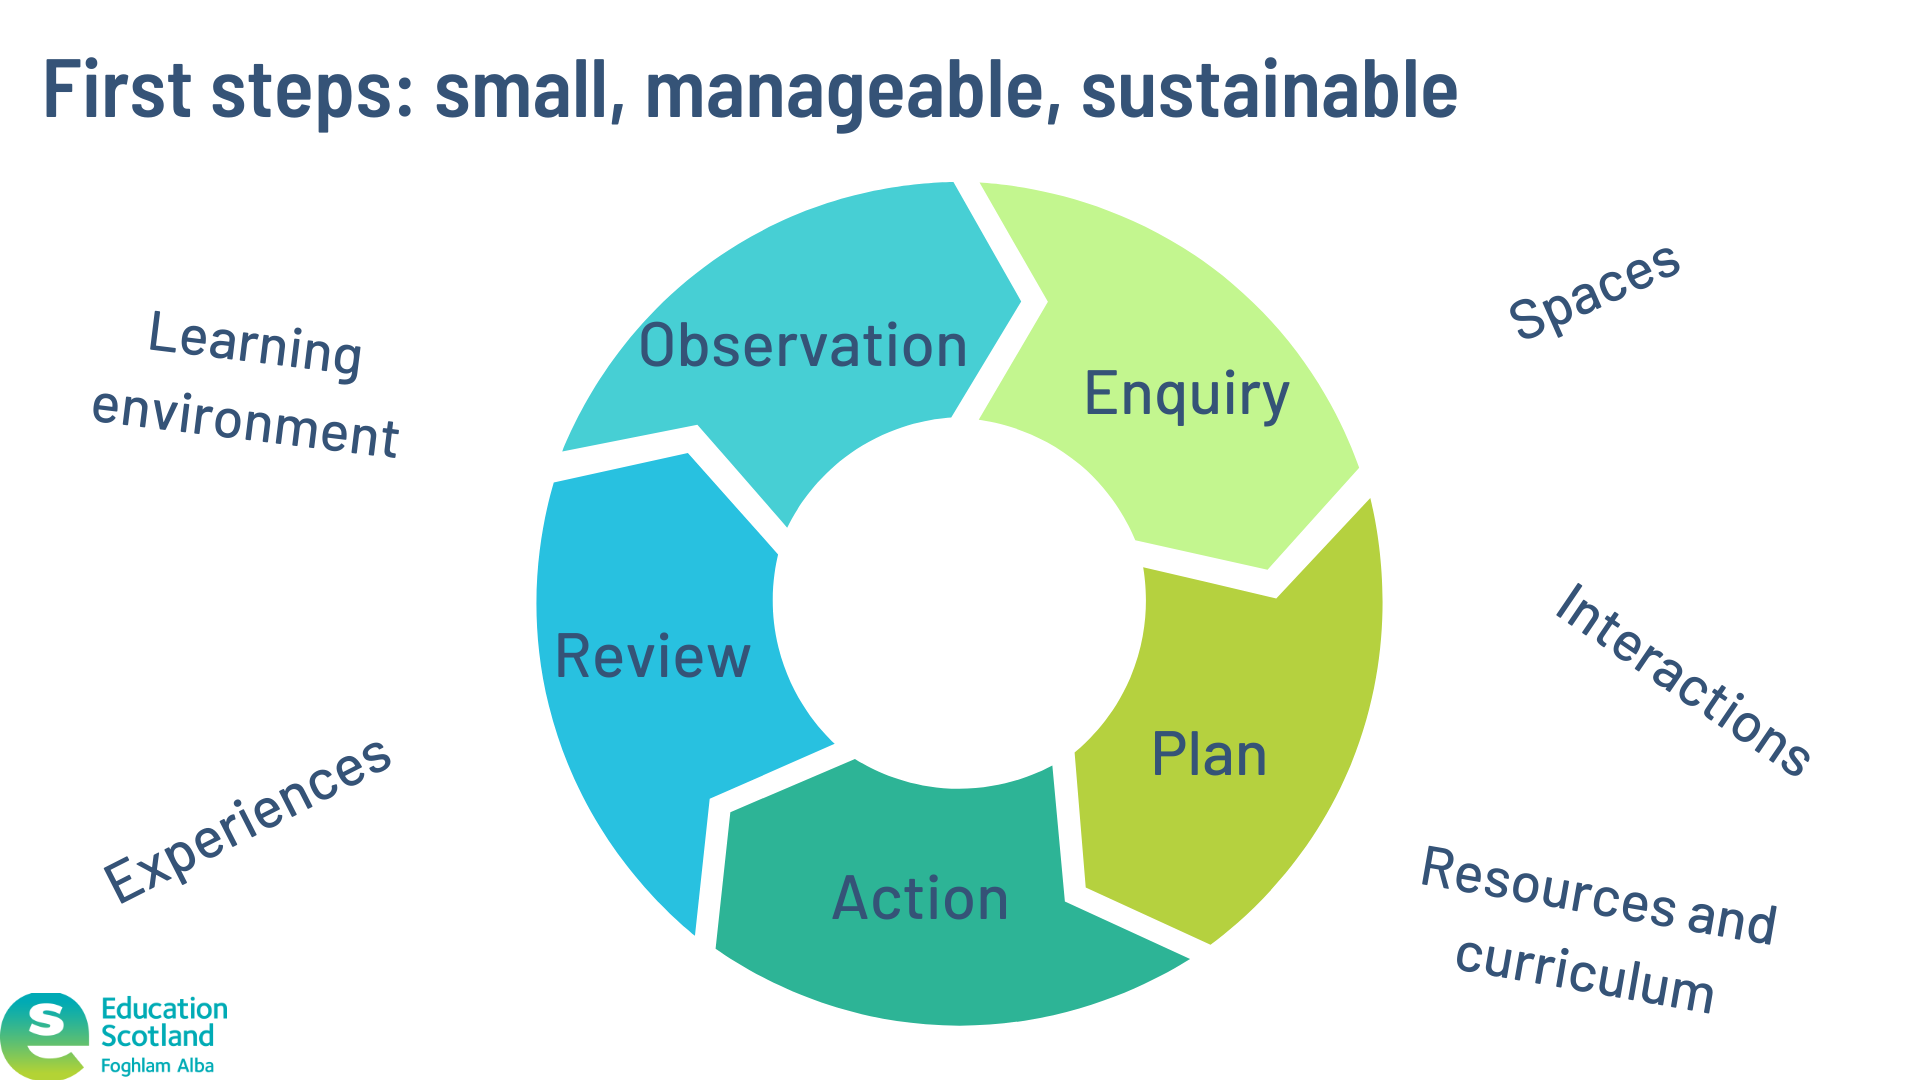 First steps: small, manageable, sustainable
Learning
environment
Experiences
Observation
Enquiry
Plan
Action
Review
Spaces
Interactions
Resources and
curriculum
Education
Scotland
Foghlam Alba